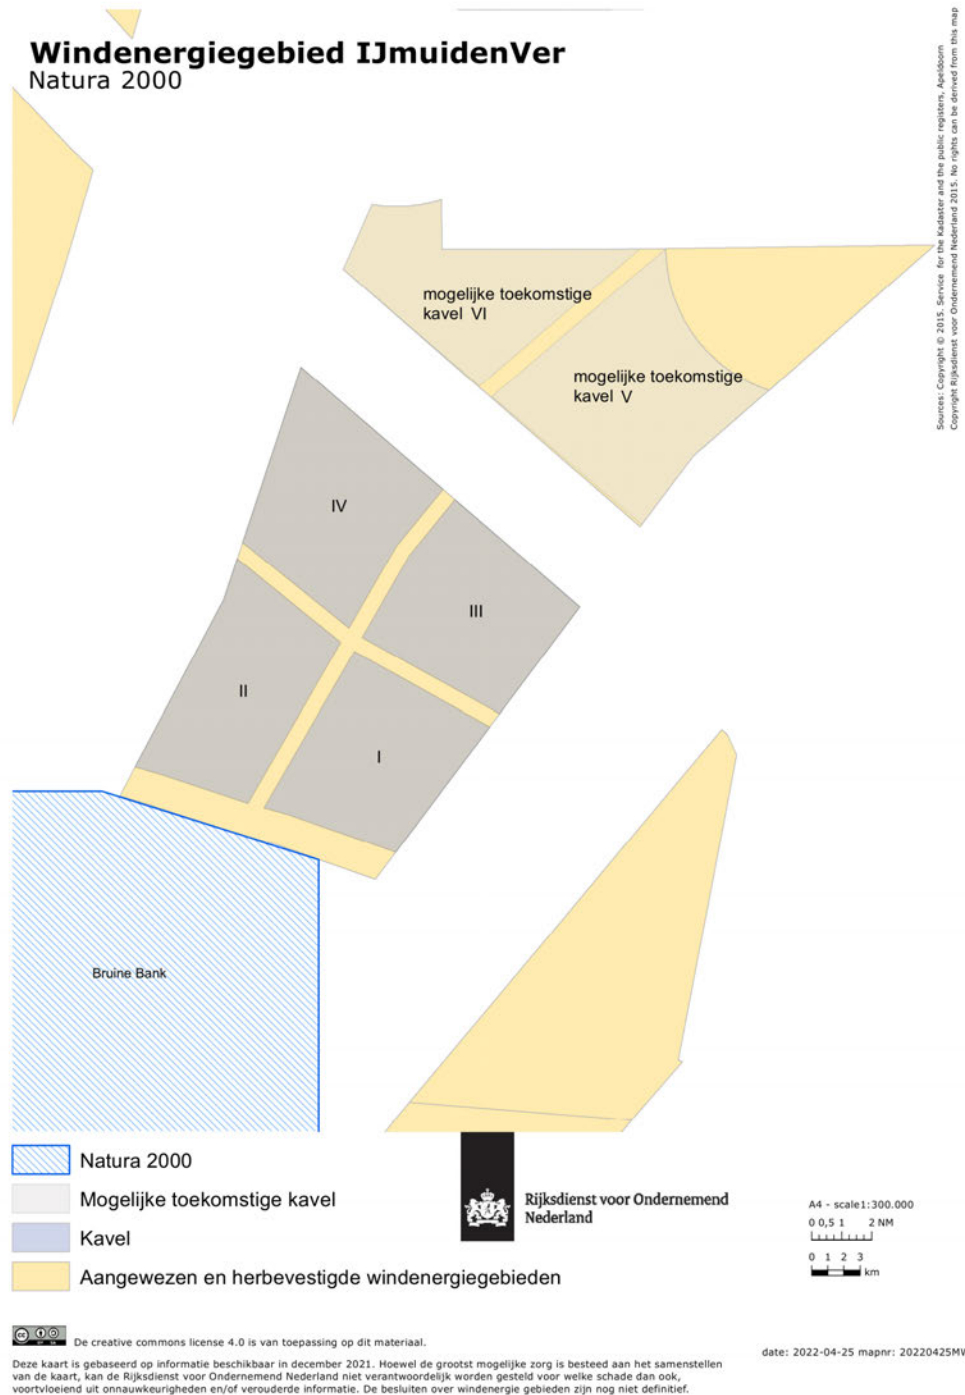 Windenergiegebied IJmuidenVer
Natura 2000
Sources: Copyright © 2015. Service for the Kadaster and the public registers, Apeldoorn
Copyright Rijksdienst voor Ondernemend Nederland 2015. No rights can be derived from this map
mogelijke toekomstige
kavel VI
mogelijke toekomstige
kavel V
IV
III
II
I
Bruine Bank
Natura 2000
Mogelijke toekomstige kavel
Kavel
Aangewezen en herbevestigde windenergiegebieden
Rijksdienst voor Ondernemend
Nederland
A4 - scale1:300.000
0 0,5 1 2 NM
0 1 2 3
km
De creative commons license 4.0 is van toepassing op dit materiaal.
date: 2022-04-25 mapnr: 20220425MW
Deze kaart is gebaseerd op informatie beschikbaar in december 2021. Hoewel de grootst mogelijke zorg is besteed aan het samenstellen
van de kaart, kan de Rijksdienst voor Ondernemend Nederland niet verantwoordelijk worden gesteld voor welke schade dan ook,
voortvloeiend uit onnauwkeurigheden en/of verouderde informatie. De besluiten over windenergie gebieden zijn nog niet definitief.